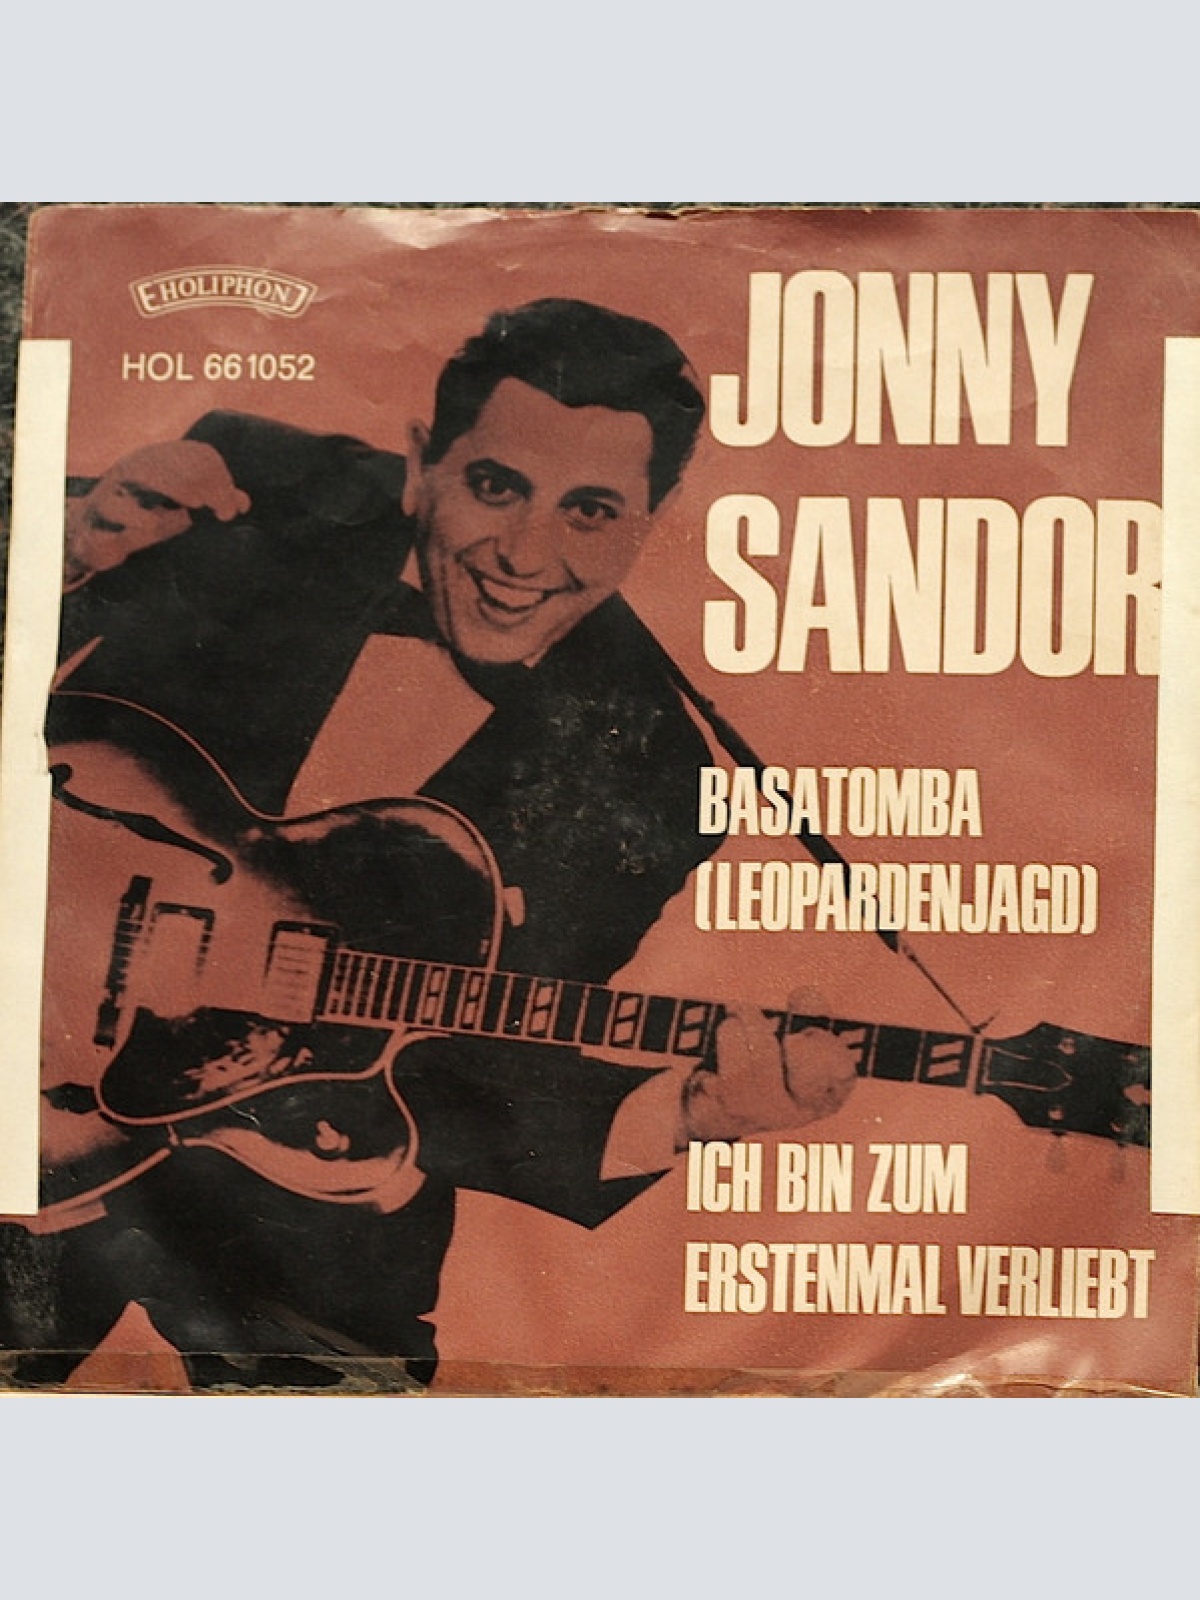 HOLIPHON
HOL 661052
JONNY
SANDOR
BASATOMBA
(LEOPARDENJAGD)
ICH BIN ZUM
ERSTENMAL VERLIEBT